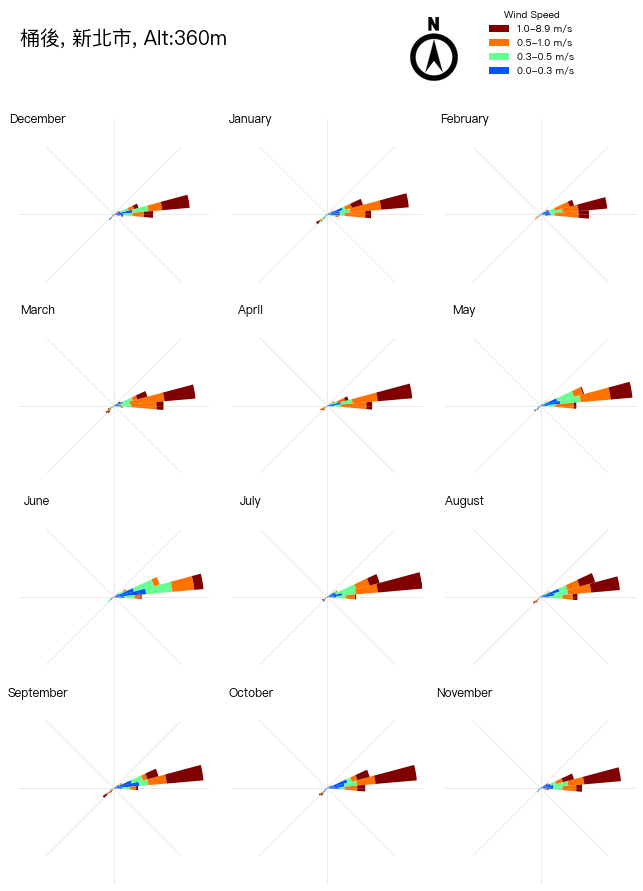 桶後, 新北市, Alt:360m
N
Wind Speed
1.0–8.9 m/s
0.5–1.0 m/s
0.3–0.5 m/s
0.0–0.3 m/s
December
January
February
March
April
May
June
July
August
September
October
November